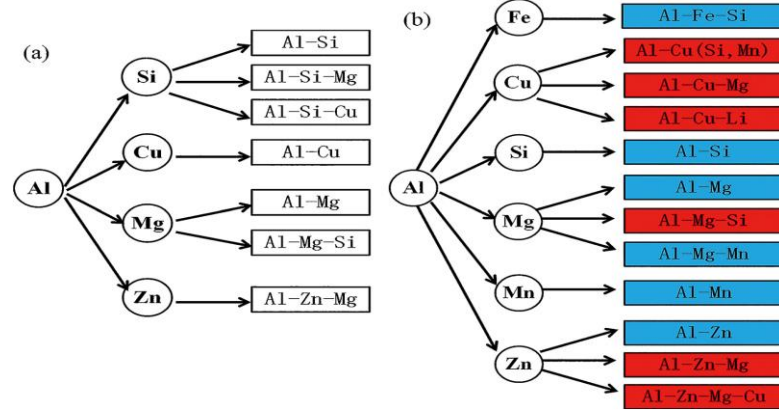 (a)
Al
Si
Cu
Mg
Zn
Al-Si
Al-Si-Mg
Al-Si-Cu
Al-Cu
Al-Mg
Al-Mg-Si
Al-Zn-Mg
(b)
Al
Fe
Cu
Si
Mg
Mn
Zn
Al-Fe-Si
Al-Cu(Si,Mn)
Al-Cu-Mg
Al-Cu-Li
Al-Si
Al-Mg
Al-Mg-Si
Al-Mg-Mn
Al-Mn
Al-Zn
Al-Zn-Mg
Al-Zn-Mg-Cu